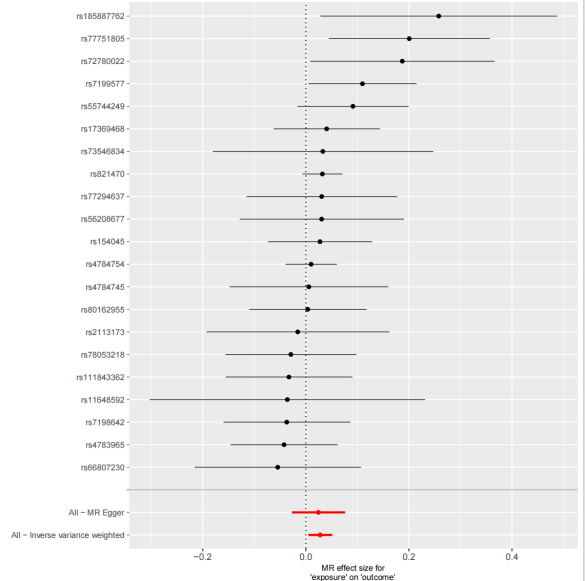 rs185887762
rs77751805
rs72780022
rs7199577
rs55744249
rs17369468
rs73546834
rs821470
rs77294637
rs56208677
rs154045
rs4784754
rs4784745
rs80162955
rs2113173
rs78053218
rs111843362
rs11648592
rs7198642
rs4783965
rs66807230
All − MR Egger
All − Inverse variance weighted
−0.2 0.0 0.2 0.4
MR effect size for
'exposure' on 'outcome'